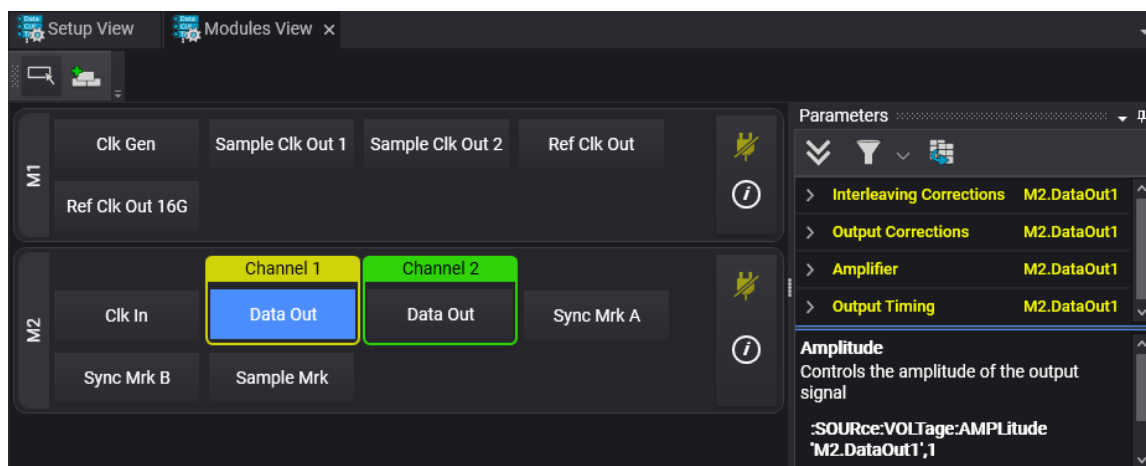 Setup View
Modules View
Parameters
M1
Clk Gen
Sample Clk Out 1
Sample Clk Out 2
Ref Clk Out
Ref Clk Out 16G
M2
Channel 1
Channel 2
Clk In
Data Out
Data Out
Sync Mrk A
Sync Mrk B
Sample Mrk
Interleaving Corrections M2.DataOut1
Output Corrections M2.DataOut1
Amplifier M2.DataOut1
Output Timing M2.DataOut1
Amplitude
Controls the amplitude of the output
signal
:SOURce:VOLTage:AMPLitude
'M2.DataOut1',1